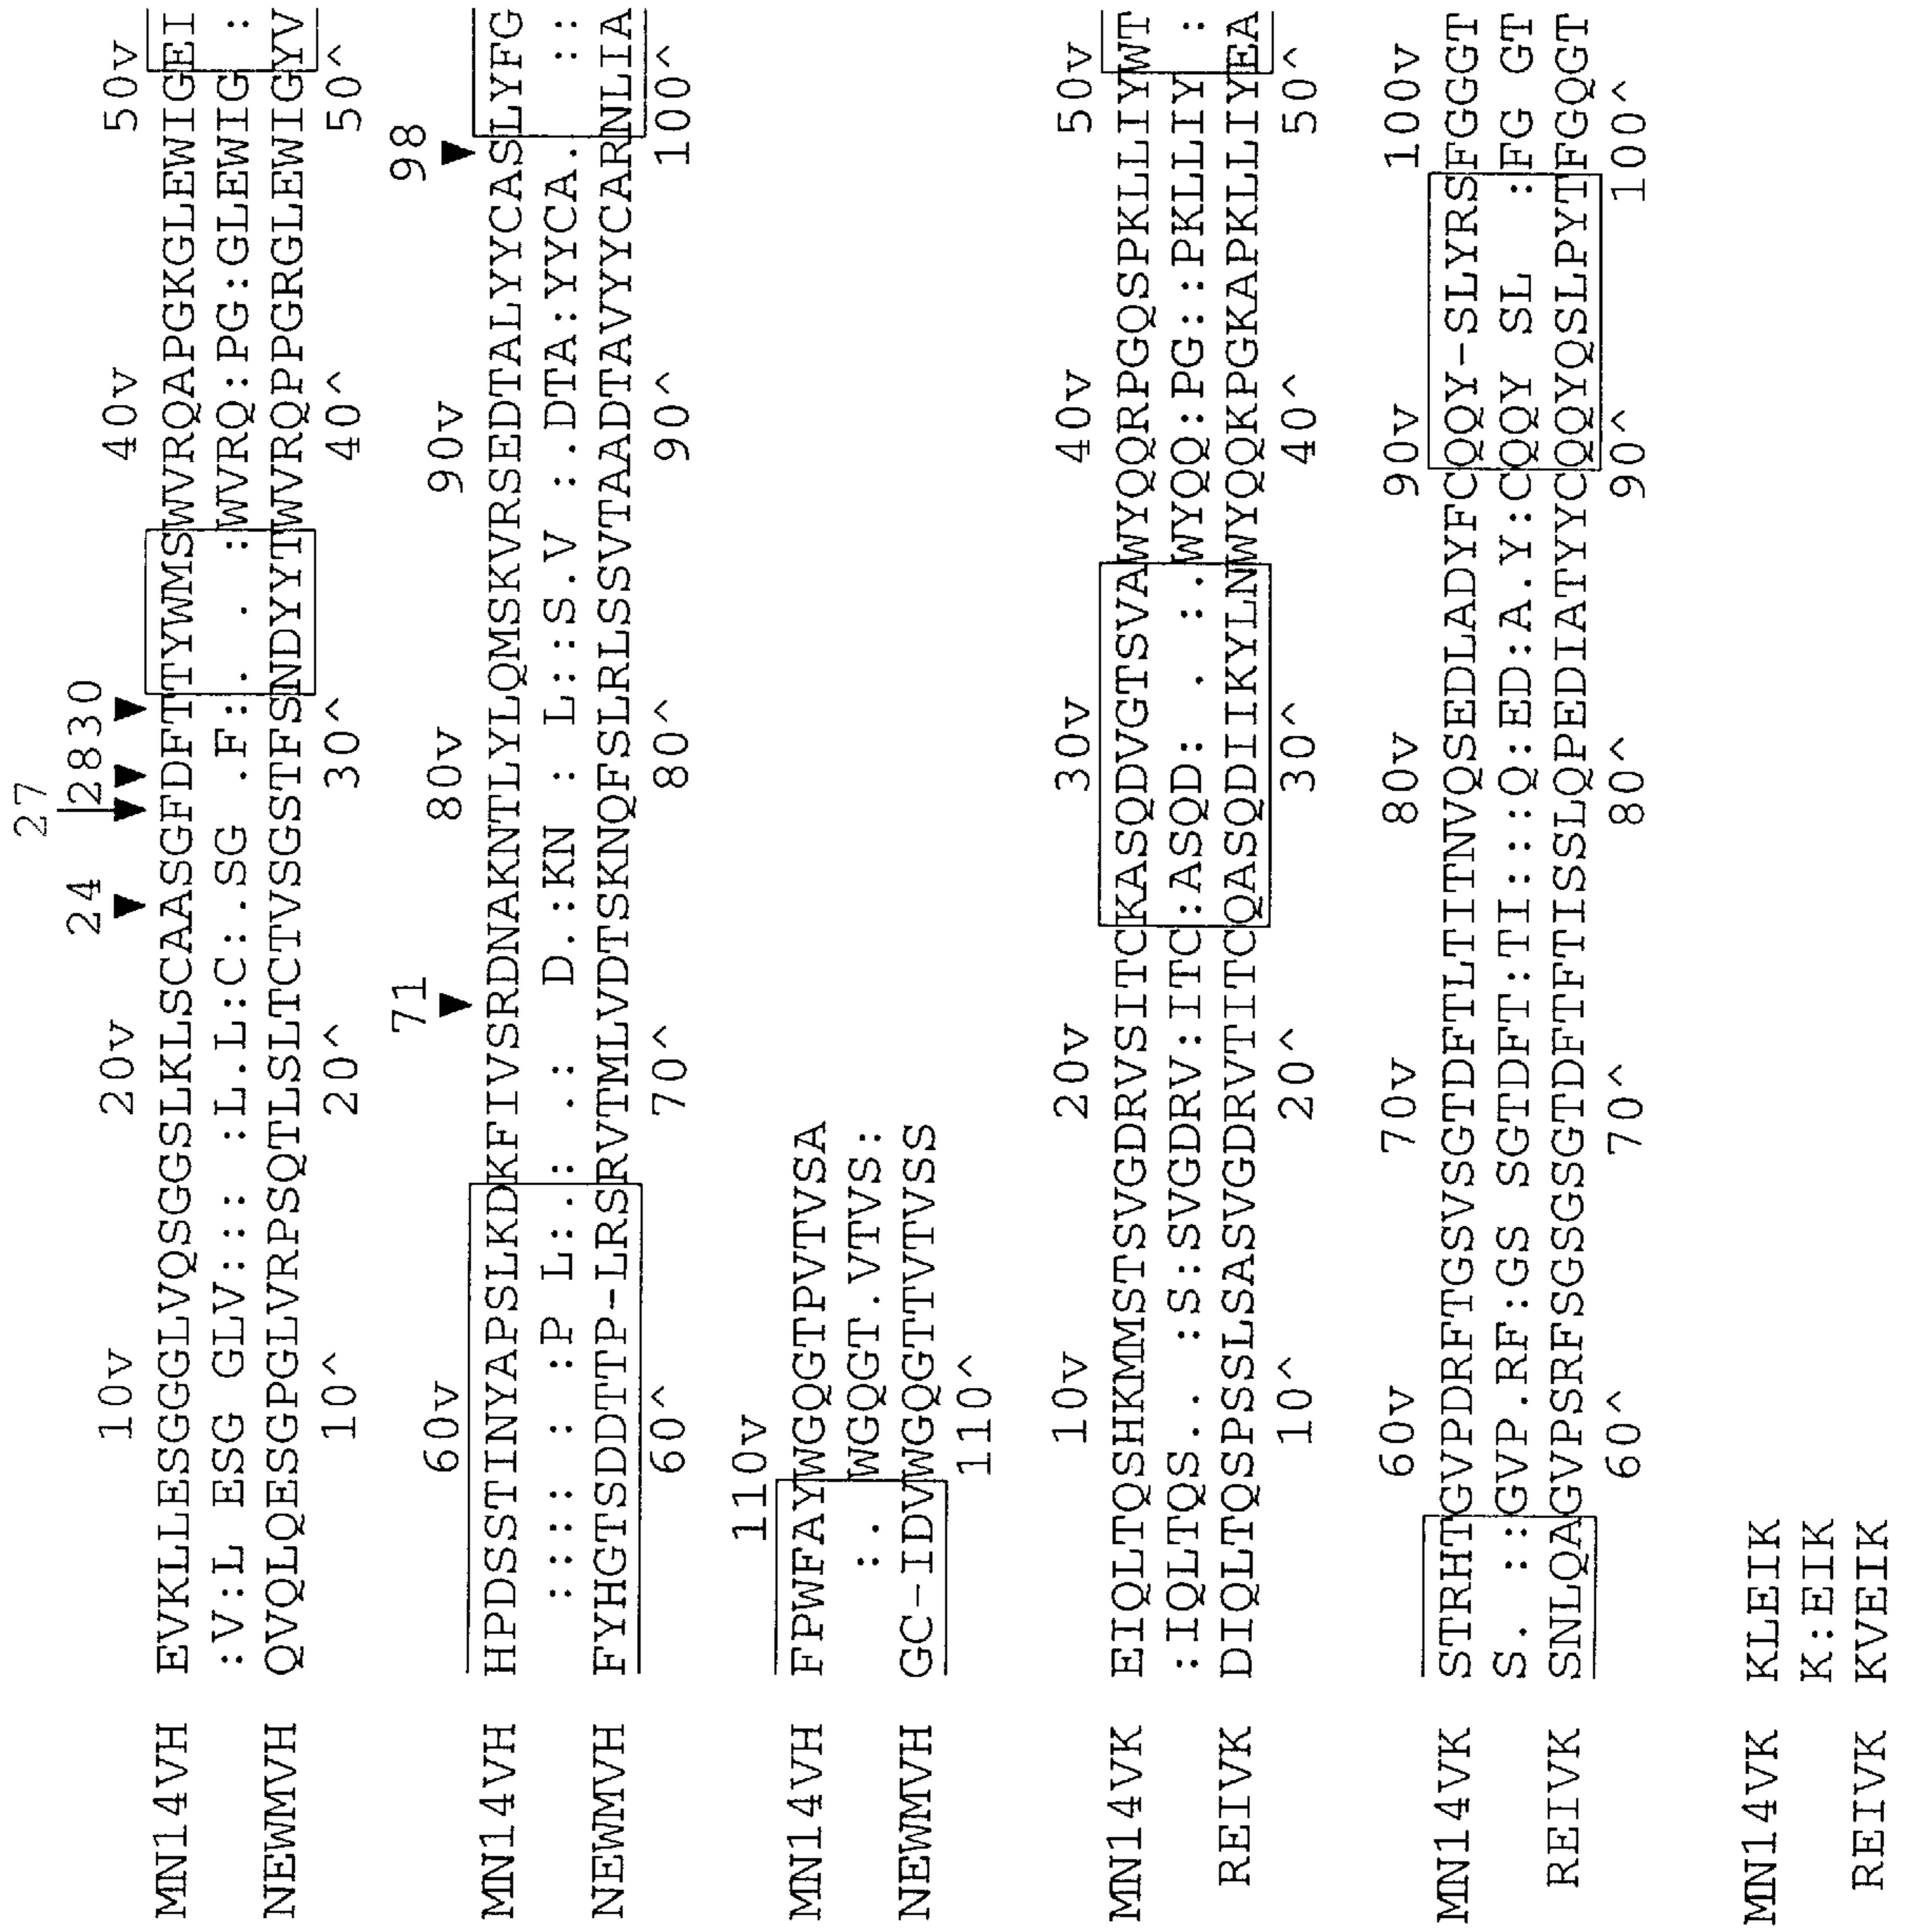 27
24 2830
10v 20v 40v 50v
MN14VH EVKLLESGGGLVQSGGSLKLSCAASGFDFTTYWMSWVRQAPGKGLEWIGEI
:V:L ESG GLV::: :L.L:C:.SG .F:. . :WVRQ:PG:GLEWIG :
NEWMVH QVQLQESGPGLVRPSQTLSLTCTVSGSTFSNDYYTWVRQPPGRGLEWIGYV
10^ 20^ 30^ 40^ 50^
71 98
60v 80v 90v
MN14VH HPDSSTINYAPSLKDKFIVSRDNAKNTLYLQMSKVRSEDTALYYCASLYFG
:::: : :P L:. : .: D.:KN : L::S.V :.DTA:YYCA. ::
NEWMVH FYHGTSDDTTP-LRSRVTMLVDTSKNQFSLRLSSVTAADTAVYYCARNLIA
60^ 70^ 80^ 90^ 100^
110v
MN14VH FPWFAYWGQGTPVTVSA
:. WGQGT.VTVS:
NEWMVH GC-IDVWGQGTTVTVSS
110^
10v 20v 30v 40v 50v
MN14VK EIQLTQSHKMMSTSVGDRVSITCKASQDVGTSVAWYQQRPGQSPKLLIYWT
:IQLTQS.. :S:SVGDRV:ITC:ASQD: . :.WYQQ:PG::PKLLIY :
REIVK DIQLTQSPSSLSASVGDRVTITCQASQDIIKYLNWYQQKPGKAPKLLIYEA
10^ 20^ 30^ 40^ 50^
60v 70v 80v 90v 100v
MN14VK STRHTGVPDRFTGSVSGTDFTLTITNVQSEDLADYFCQQY-SLYRSFGGGT
S. ::GVP.RF:GS SGTDFT:TI:::Q:ED:A.Y:CQQY SL :FG GT
REIVK SNLQAGVPSRFSGSGSGTDFTFTISSLQPEDIATYYCQQYQSLPYTFGQGT
60^ 70^ 80^ 90^ 100^
MN14VK KLEIK
K:EIK
REIVK KVEIK